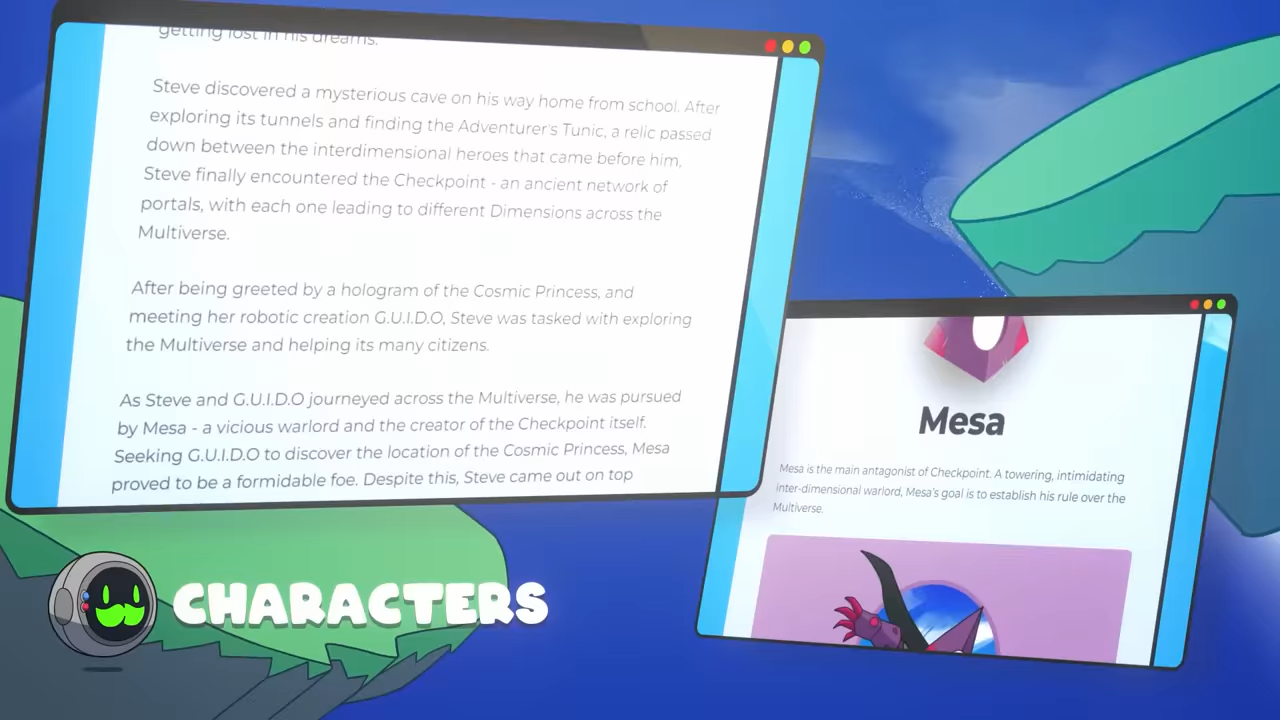 getting lost in his dreams.
Steve discovered a mysterious cave on his way home from school. After
exploring its tunnels and finding the Adventurer's Tunic, a relic passed
down between the interdimensional heroes that came before him,
Steve finally encountered the Checkpoint - an ancient network of
portals, with each one leading to different Dimensions across the
Multiverse.
After being greeted by a hologram of the Cosmic Princess, and
meeting her robotic creation G.U.I.D.O, Steve was tasked with exploring
the Multiverse and helping its many citizens.
As Steve and G.U.I.D.O journeyed across the Multiverse, he was pursued
by Mesa - a vicious warlord and the creator of the Checkpoint itself.
Seeking G.U.I.D.O to discover the location of the Cosmic Princess, Mesa
proved to be a formidable foe. Despite this, Steve came out on top
Mesa
Mesa is the main antagonist of Checkpoint. A towering, intimidating
inter-dimensional warlord, Mesa's goal is to establish his rule over the
Multiverse.
CHARACTERS